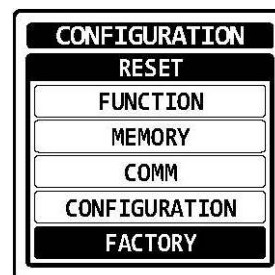 CONFIGURATION
RESET
FUNCTION
MEMORY
COMM
CONFIGURATION
FACTORY